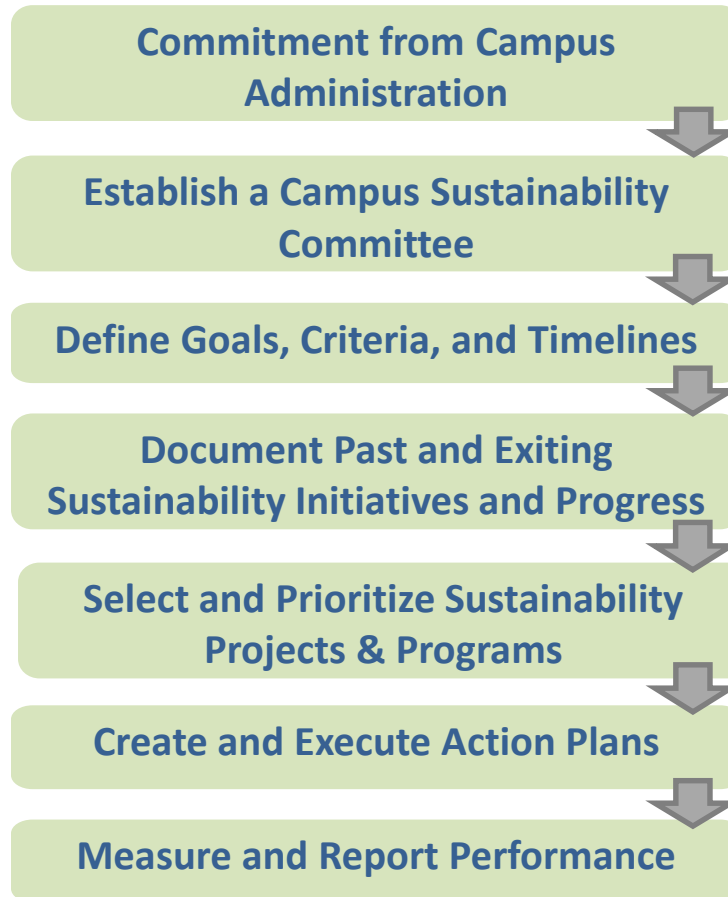 Commitment from Campus
Administration
Establish a Campus Sustainability
Committee
Define Goals, Criteria, and Timelines
Document Past and Exiting
Sustainability Initiatives and Progress
Select and Prioritize Sustainability
Projects & Programs
Create and Execute Action Plans
Measure and Report Performance